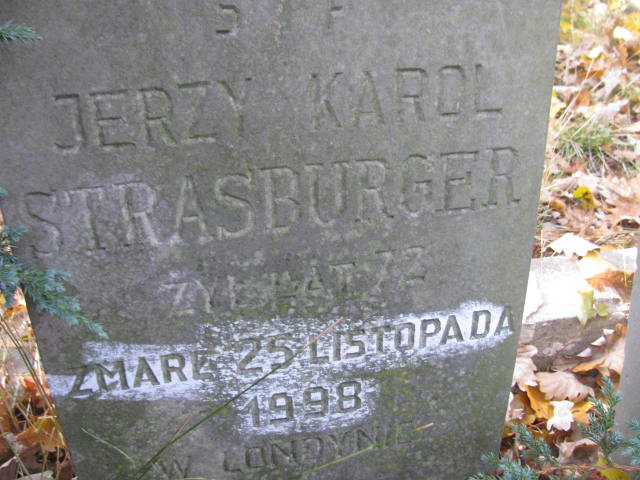 Ś P
JERZY KAROL
STRASBURGER
ŻYŁ LAT 72
ZMARŁ 25 LISTOPADA
1998
W LONDYNIE